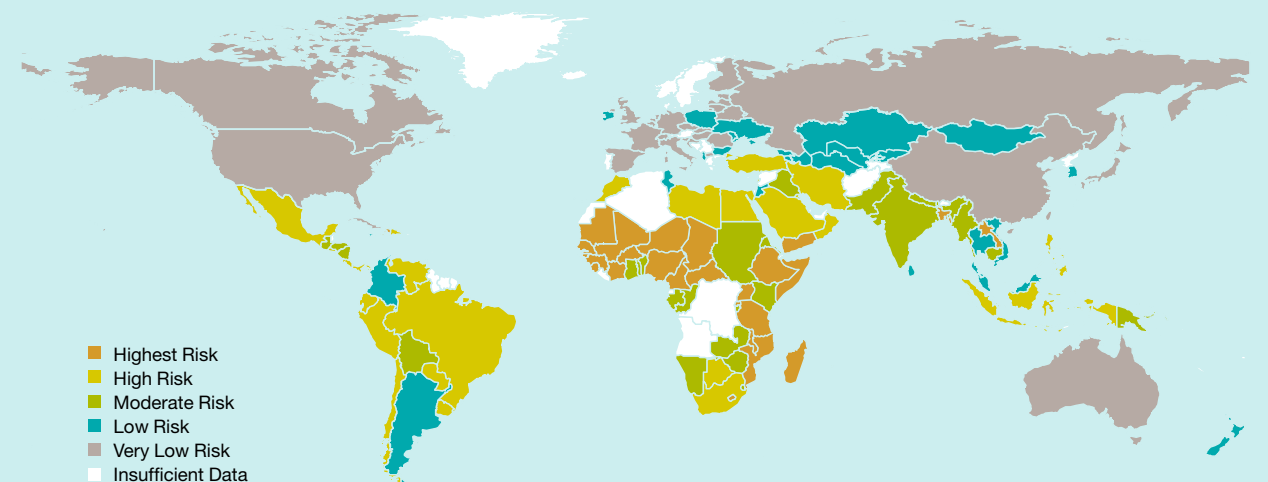 Highest Risk
High Risk
Moderate Risk
Low Risk
Very Low Risk
Insufficient Data